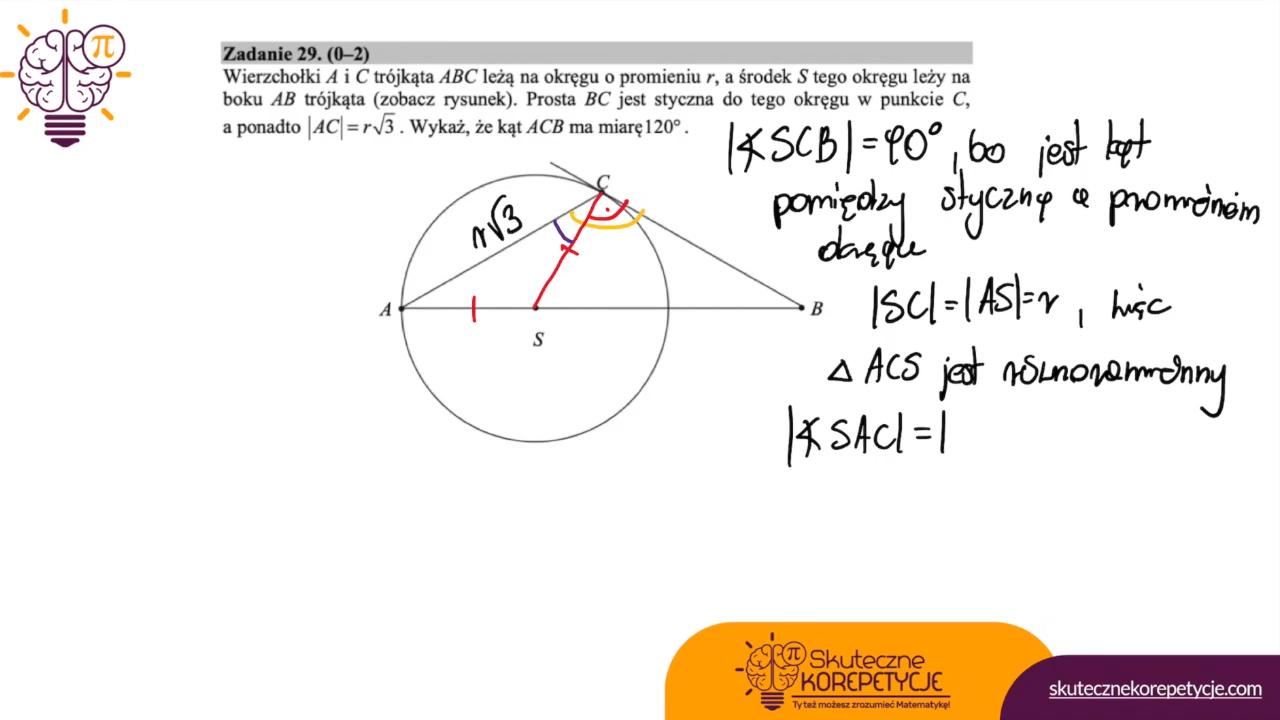 π
Zadanie 29. (0–2)
Wierzchołki A i C trójkąta ABC leżą na okręgu o promieniu r, a środek S tego okręgu leży na
boku AB trójkąta (zobacz rysunek). Prosta BC jest styczna do tego okręgu w punkcie C,
a ponadto |AC| = r√3 . Wykaż, że kąt ACB ma miarę 120° .
|∢SCB| = 90°, bo jest kąt
pomiędzy styczną a promieniem
okręgu
|SC| = |AS| = r , więc
△ ACS jest równoramienny
|∢ SAC| = |
C
r√3
A
B
S
π
Skuteczne
KOREPETYCJE
Ty też możesz zrozumieć Matematykę!
skutecznekorepetycje.com